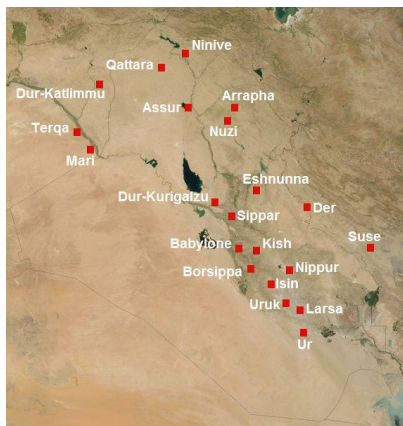 Ninive
Qattara
Dur-Katlimmu
Assur
Arrapha
Nuzi
Terqa
Mari
Eshnunna
Dur-Kurigalzu
Der
Sippar
Suse
Babylone
Kish
Borsippa
Nippur
Isin
Uruk
Larsa
Ur